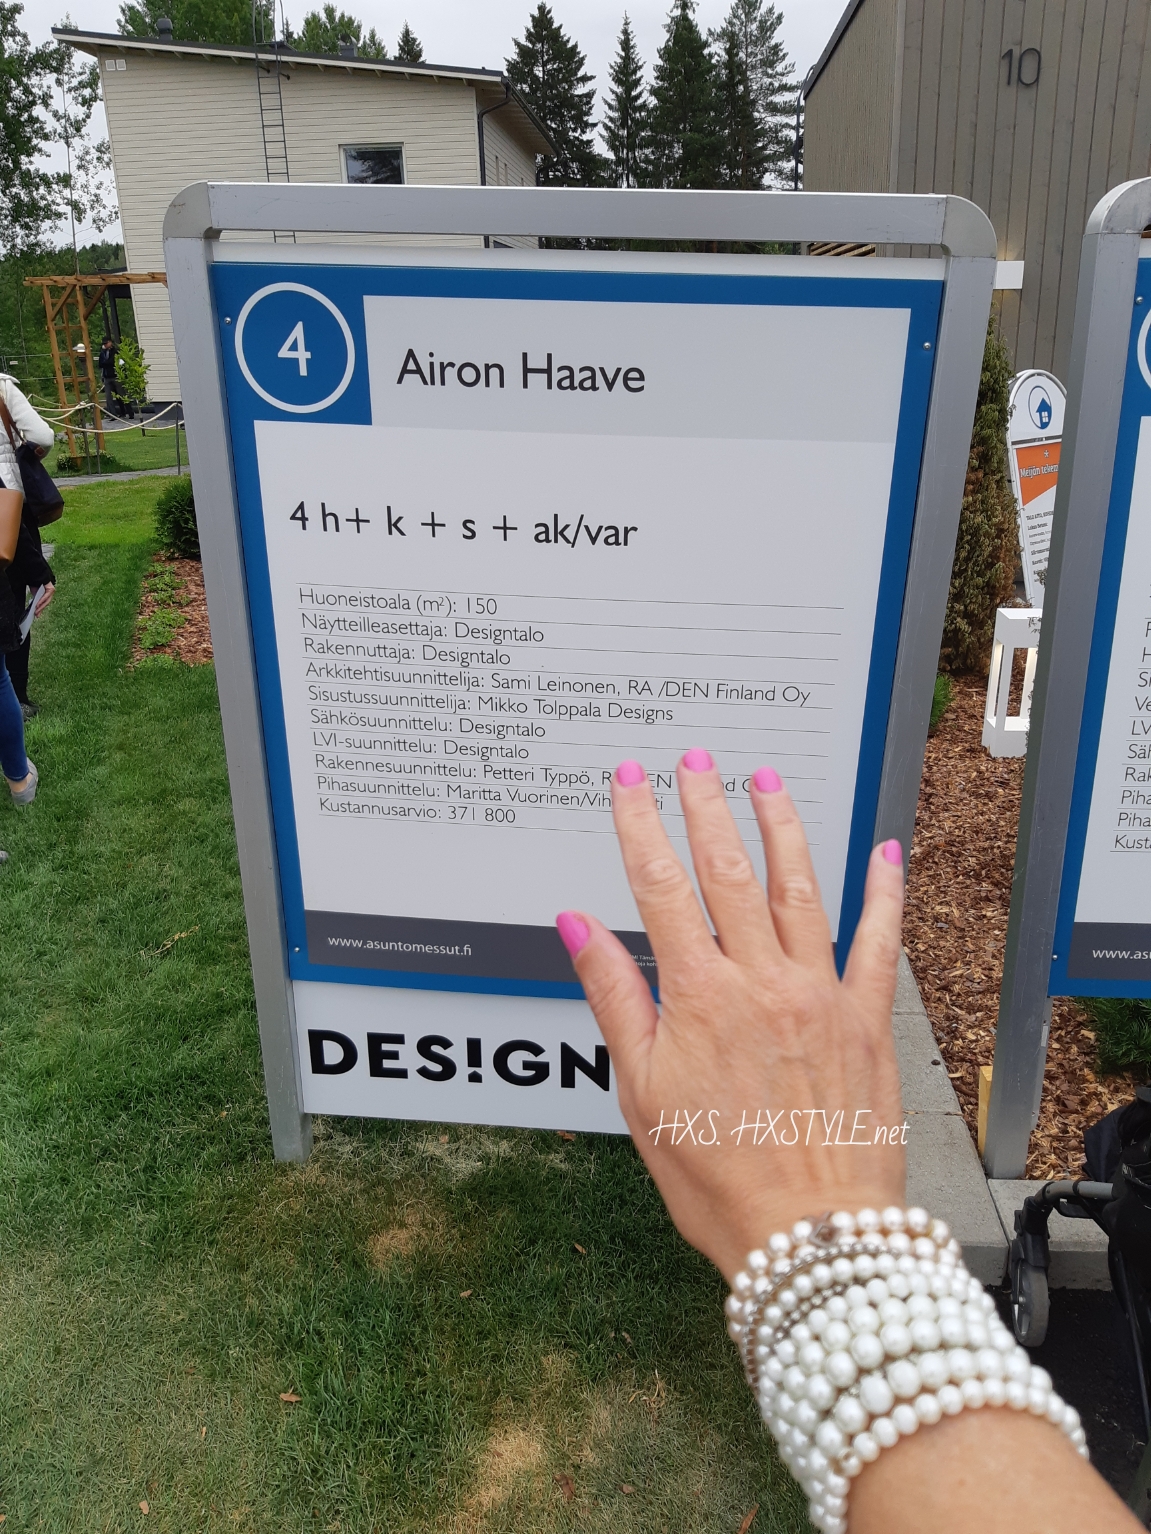 10
4
Airon Haave
4 h+ k + s + ak/var
Huoneistoala (m²): 150
Näytteilleasettaja: Designtalo
Rakennuttaja: Designtalo
Arkkitehtisuunnittelija: Sami Leinonen, RA /DEN Finland Oy
Sisustussuunnittelija: Mikko Tolppala Designs
Sähkösuunnittelu: Designtalo
LVI-suunnittelu: Designtalo
Rakennesuunnittelu: Petteri Typpö,
Pihasuunnittelu: Maritta
Kustannusarvio: 371 800
www.asuntomessut.fi
DES!GN
HXS. HXSTYLE.net